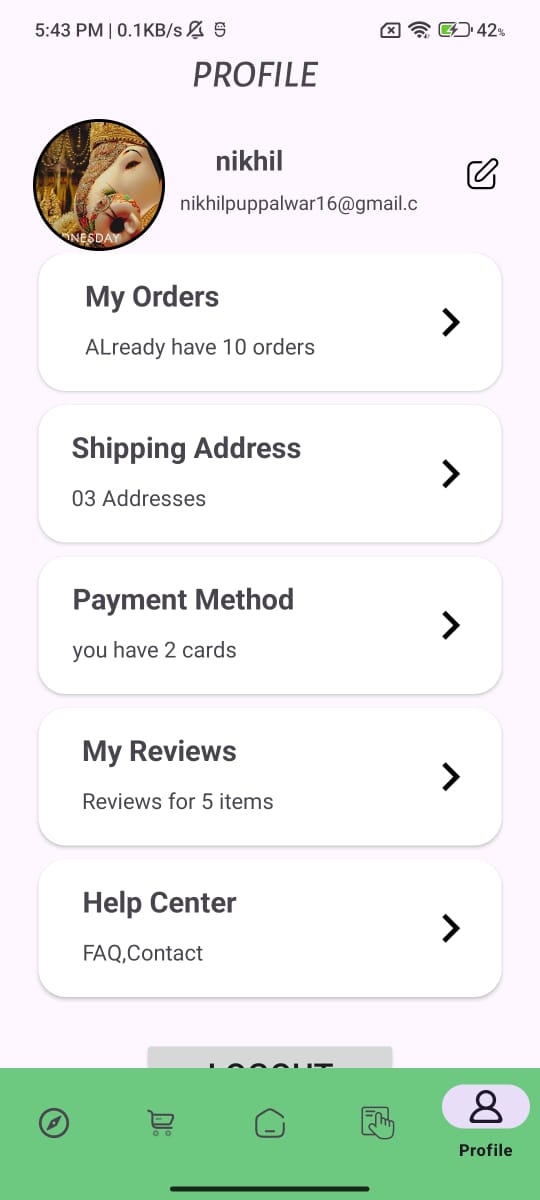 5:43 PM | 0.1KB/s 42%
PROFILE
nikhil
nikhilpuppalwar16@gmail.c
NESDAY
My Orders
ALready have 10 orders
Shipping Address
03 Addresses
Payment Method
you have 2 cards
My Reviews
Reviews for 5 items
Help Center
FAQ,Contact
LOGOUT
Profile